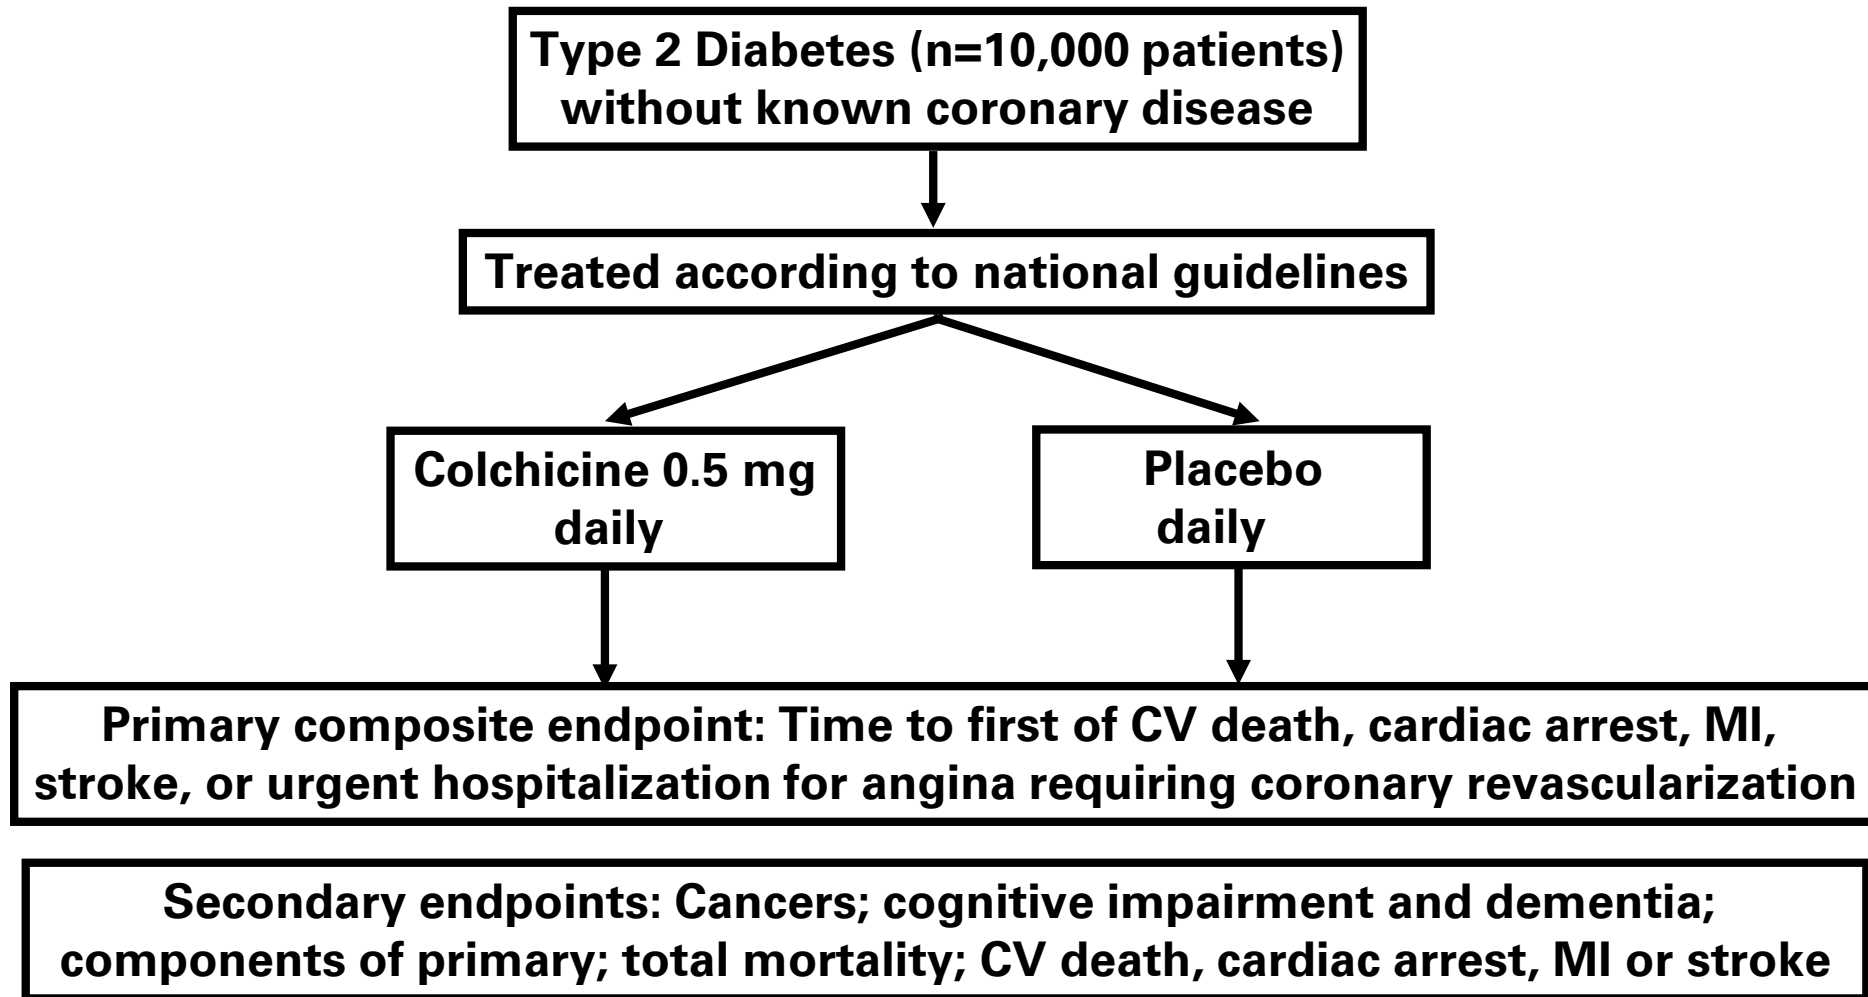 Type 2 Diabetes (n=10,000 patients)
without known coronary disease
Treated according to national guidelines
Colchicine 0.5 mg
daily
Placebo
daily
Primary composite endpoint: Time to first of CV death, cardiac arrest, MI,
stroke, or urgent hospitalization for angina requiring coronary revascularization
Secondary endpoints: Cancers; cognitive impairment and dementia;
components of primary; total mortality; CV death, cardiac arrest, MI or stroke